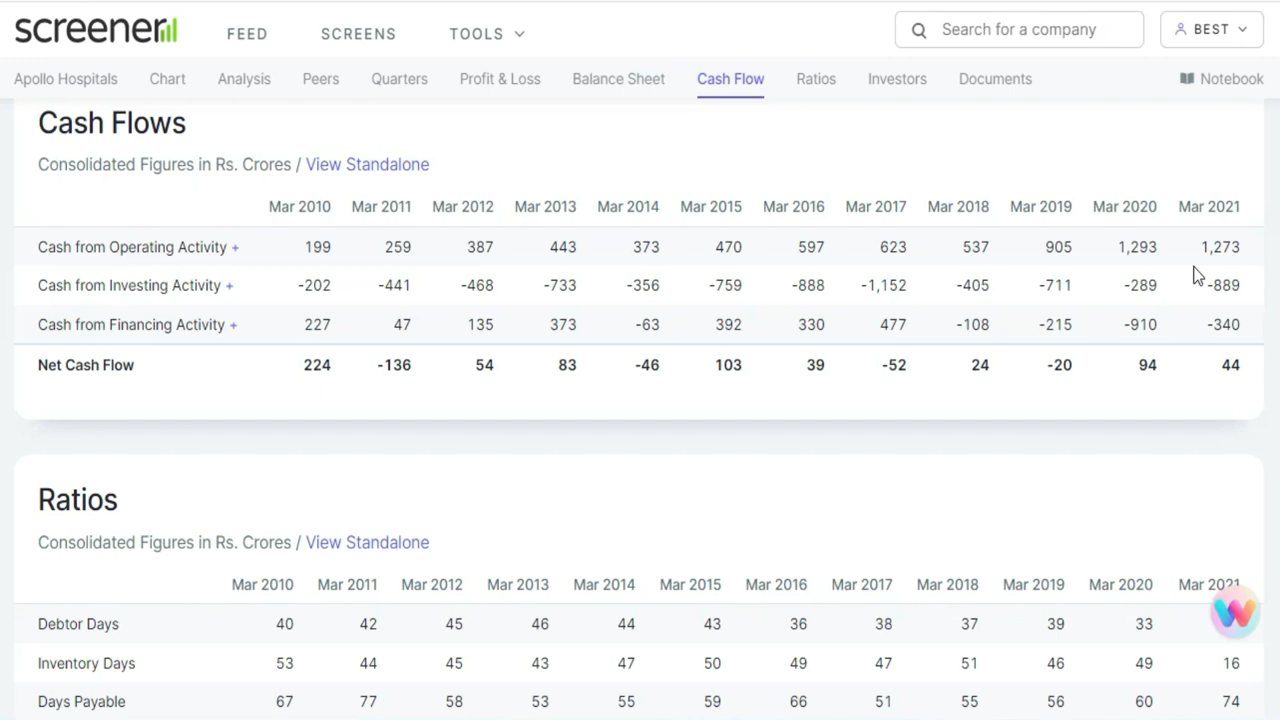 screener FEED SCREENS TOOLS Search for a company BEST
Apollo Hospitals Chart Analysis Peers Quarters Profit & Loss Balance Sheet Cash Flow Ratios Investors Documents Notebook
Cash Flows
Consolidated Figures in Rs. Crores / View Standalone
Mar 2010 Mar 2011 Mar 2012 Mar 2013 Mar 2014 Mar 2015 Mar 2016 Mar 2017 Mar 2018 Mar 2019 Mar 2020 Mar 2021
Cash from Operating Activity + 199 259 387 443 373 470 597 623 537 905 1,293 1,273
Cash from Investing Activity + -202 -441 -468 -733 -356 -759 -888 -1,152 -405 -711 -289 -889
Cash from Financing Activity + 227 47 135 373 -63 392 330 477 -108 -215 -910 -340
Net Cash Flow 224 -136 54 83 -46 103 39 -52 24 -20 94 44
Ratios
Consolidated Figures in Rs. Crores / View Standalone
Mar 2010 Mar 2011 Mar 2012 Mar 2013 Mar 2014 Mar 2015 Mar 2016 Mar 2017 Mar 2018 Mar 2019 Mar 2020 Mar 2021
Debtor Days 40 42 45 46 44 43 36 38 37 39 33
Inventory Days 53 44 45 43 47 50 49 47 51 46 49 16
Days Payable 67 77 58 53 55 59 66 51 55 56 60 74